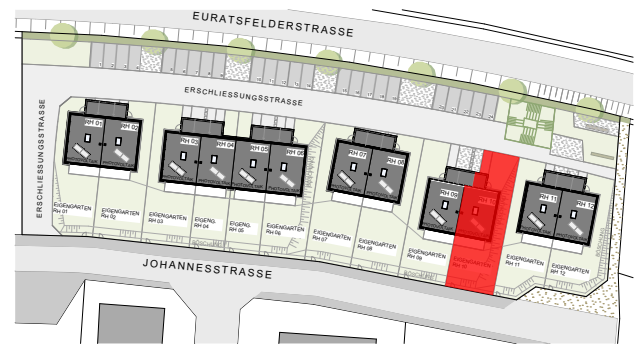 EURATSFELDERSTRASSE
ERSCHLIESSUNGSSTRASSE
ERSCHLIESSUNGSSTRASSE
RH 01
RH 02
RH 03
RH 04
RH 05
RH 06
RH 07
RH 08
RH 09
RH 11
RH 12
EIGENGARTEN
RH 01
EIGENGARTEN
RH 02
EIGENGARTEN
RH 03
EIGENG.
RH 04
EIGENG.
RH 05
EIGENGARTEN
RH 06
EIGENGARTEN
RH 07
EIGENGARTEN
RH 08
EIGENGARTEN
RH 09
EIGENGARTEN
RH 10
EIGENGARTEN
RH 11
EIGENGARTEN
RH 12
JOHANNESSTRASSE